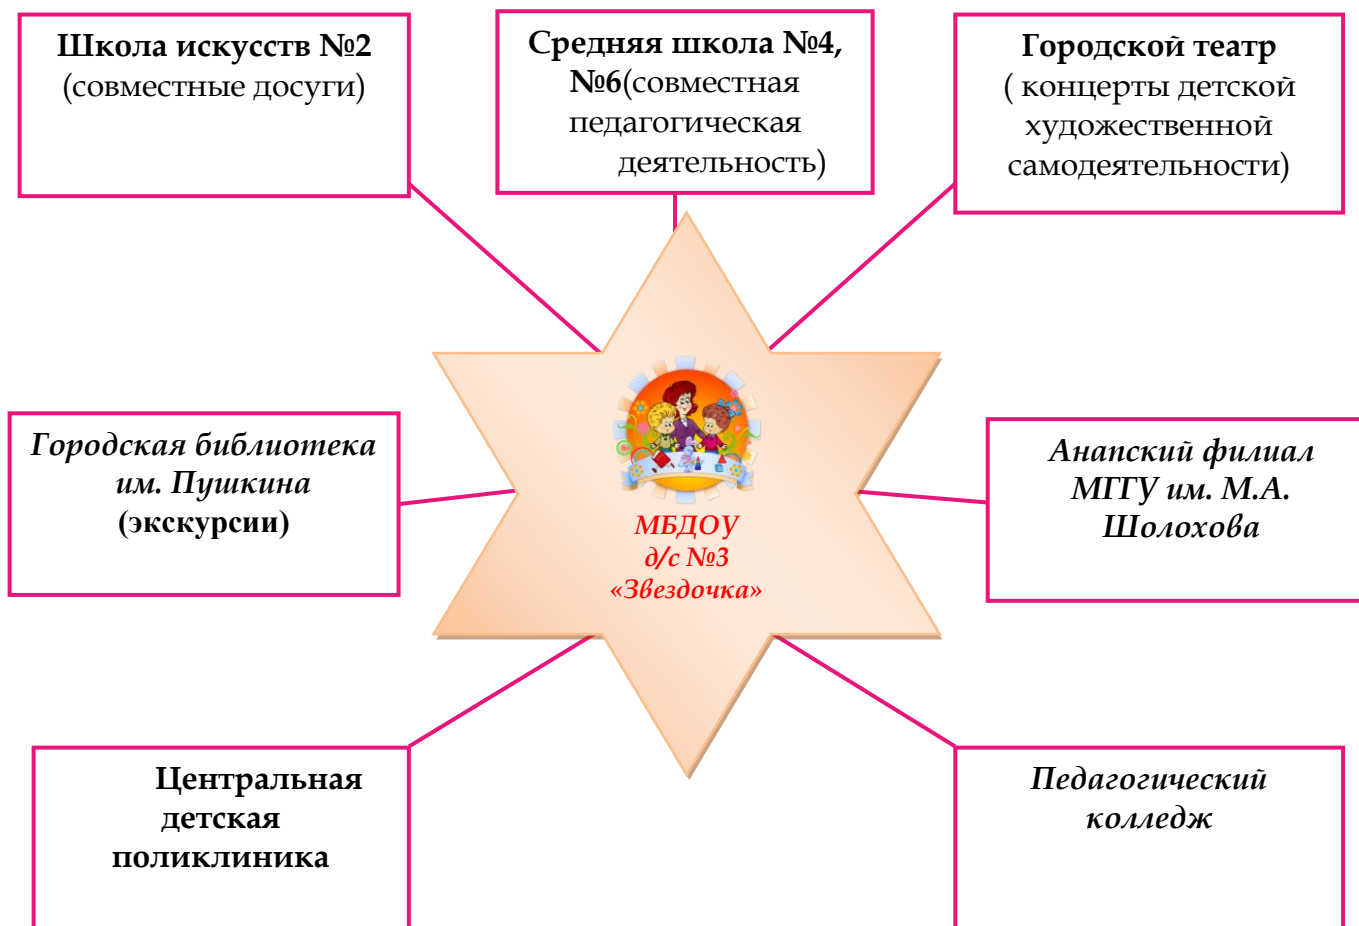 Школа искусств №2
(совместные досуги)
Средняя школа №4,
№6(совместная
педагогическая
деятельность)
Городской театр
( концерты детской
художественной
самодеятельности)
Городская библиотека
им. Пушкина
(экскурсии)
МБДОУ
д/с №3
«Звездочка»
Анапский филиал
МГГУ им. М.А.
Шолохова
Центральная
детская
поликлиника
Педагогический
колледж